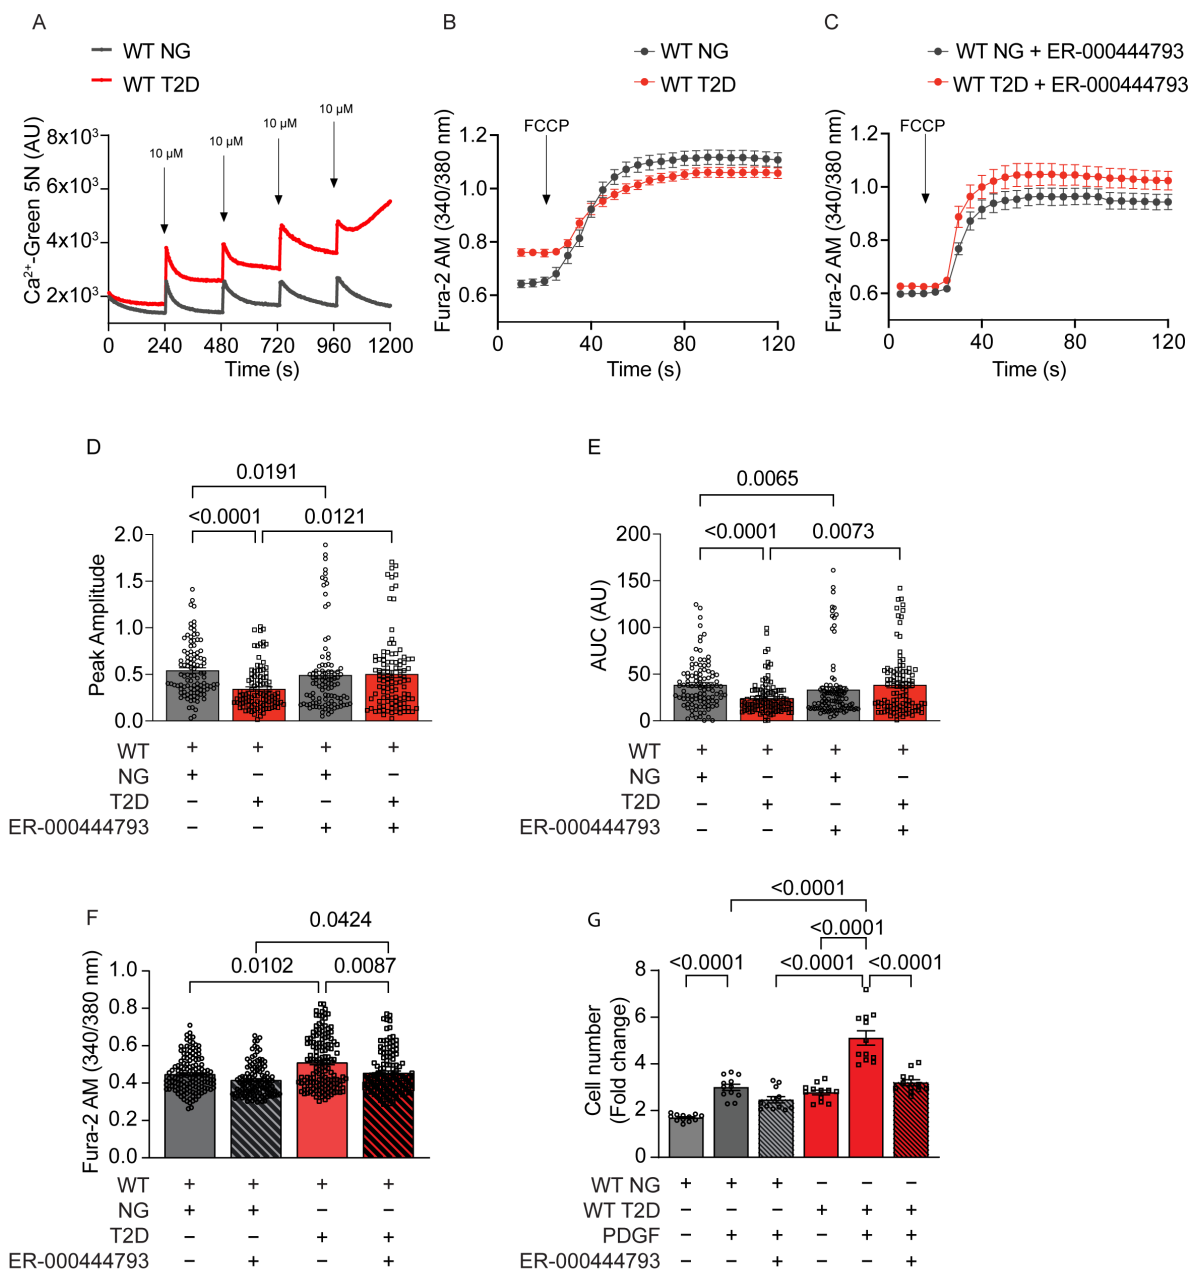 A
WT NG
WT T2D
Ca²⁺-Green 5N (AU)
8x10³
6x10³
4x10³
2x10³
10 µM
10 µM
10 µM
10 µM
0 240 480 720 960 1200
Time (s)
B
WT NG
WT T2D
Fura-2 AM (340/380 nm)
FCCP
1.2
1.0
0.8
0.6
0 40 80 120
Time (s)
C
WT NG + ER-000444793
WT T2D + ER-000444793
Fura-2 AM (340/380 nm)
FCCP
1.2
1.0
0.8
0.6
0 40 80 120
Time (s)
D
0.0191
<0.0001 0.0121
Peak Amplitude
2.0
1.5
1.0
0.5
0.0
WT + + + +
NG + − + −
T2D − + − +
ER-000444793 − − + +
E
0.0065
<0.0001 0.0073
AUC (AU)
200
150
100
50
0
WT + + + +
NG + − + −
T2D − + − +
ER-000444793 − − + +
F
0.0424
0.0102 0.0087
Fura-2 AM (340/380 nm)
1.0
0.8
0.6
0.4
0.2
0.0
WT + + + +
NG + + − −
T2D − − + +
ER-000444793 − + − +
G
<0.0001
<0.0001
<0.0001 <0.0001 <0.0001
Cell number
(Fold change)
8
6
4
2
0
WT NG + + + − − −
WT T2D − − − + + +
PDGF − + + − + +
ER-000444793 − − + − − +